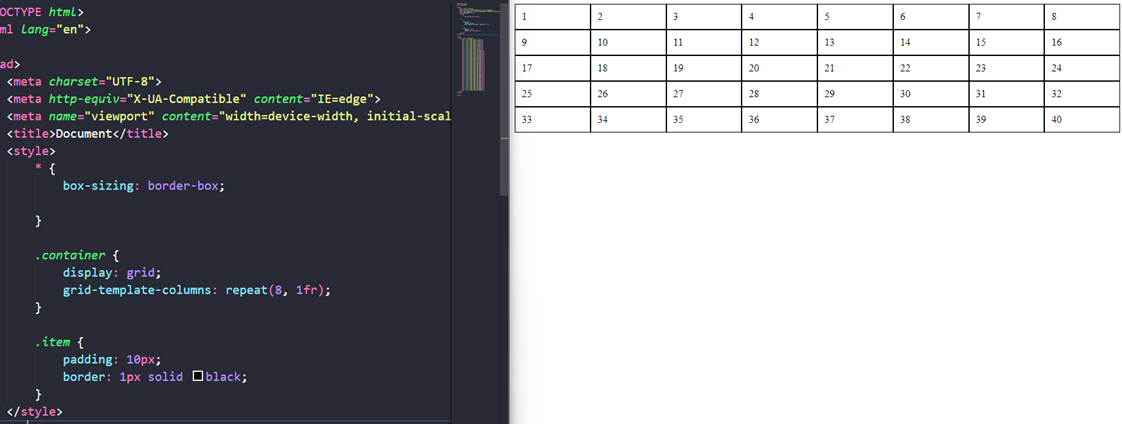 OCTYPE html>
ml lang="en">
ad>
<meta charset="UTF-8">
<meta http-equiv="X-UA-Compatible" content="IE=edge">
<meta name="viewport" content="width=device-width, initial-scal
<title>Document</title>
<style>
* {
box-sizing: border-box;
}
.container {
display: grid;
grid-template-columns: repeat(8, 1fr);
}
.item {
padding: 10px;
border: 1px solid black;
}
</style>
1 2 3 4 5 6 7 8
9 10 11 12 13 14 15 16
17 18 19 20 21 22 23 24
25 26 27 28 29 30 31 32
33 34 35 36 37 38 39 40